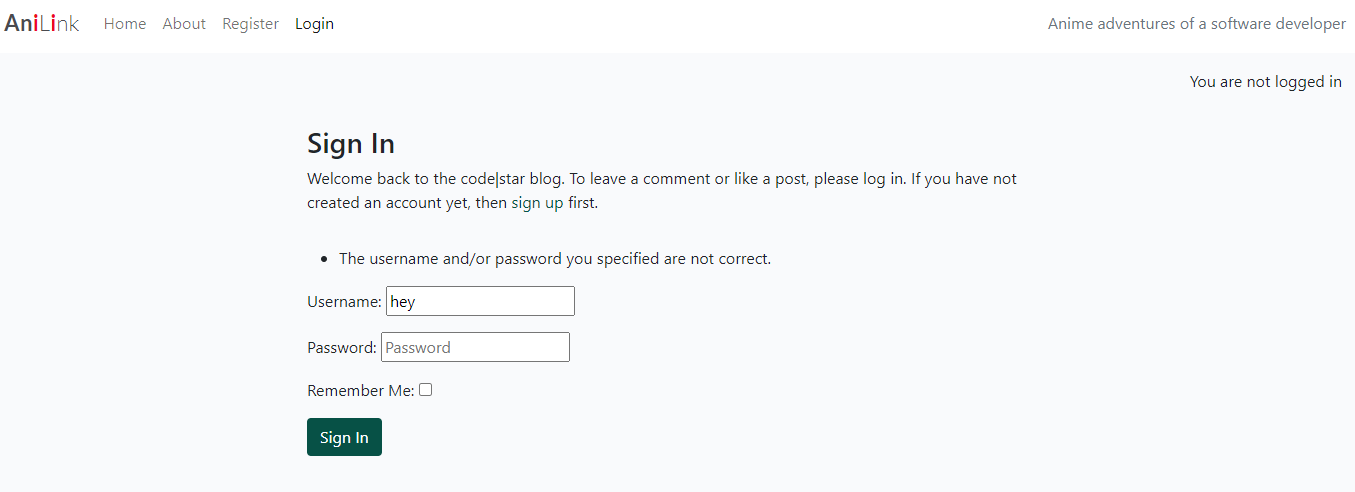 AniLink Home About Register Login Anime adventures of a software developer
You are not logged in
Sign In
Welcome back to the code|star blog. To leave a comment or like a post, please log in. If you have not
created an account yet, then sign up first.
• The username and/or password you specified are not correct.
Username: hey
Password: Password
Remember Me:
Sign In